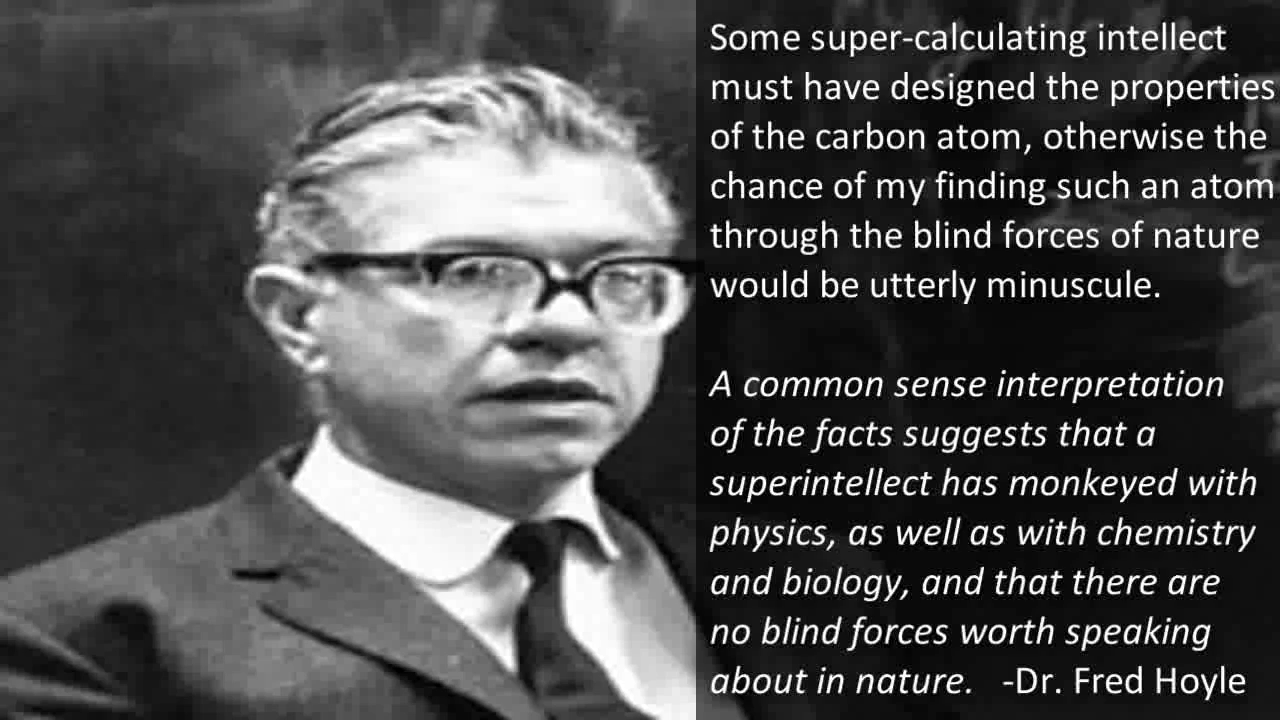 Some super-calculating intellect
must have designed the properties
of the carbon atom, otherwise the
chance of my finding such an atom
through the blind forces of nature
would be utterly minuscule.
A common sense interpretation
of the facts suggests that a
superintellect has monkeyed with
physics, as well as with chemistry
and biology, and that there are
no blind forces worth speaking
about in nature. -Dr. Fred Hoyle